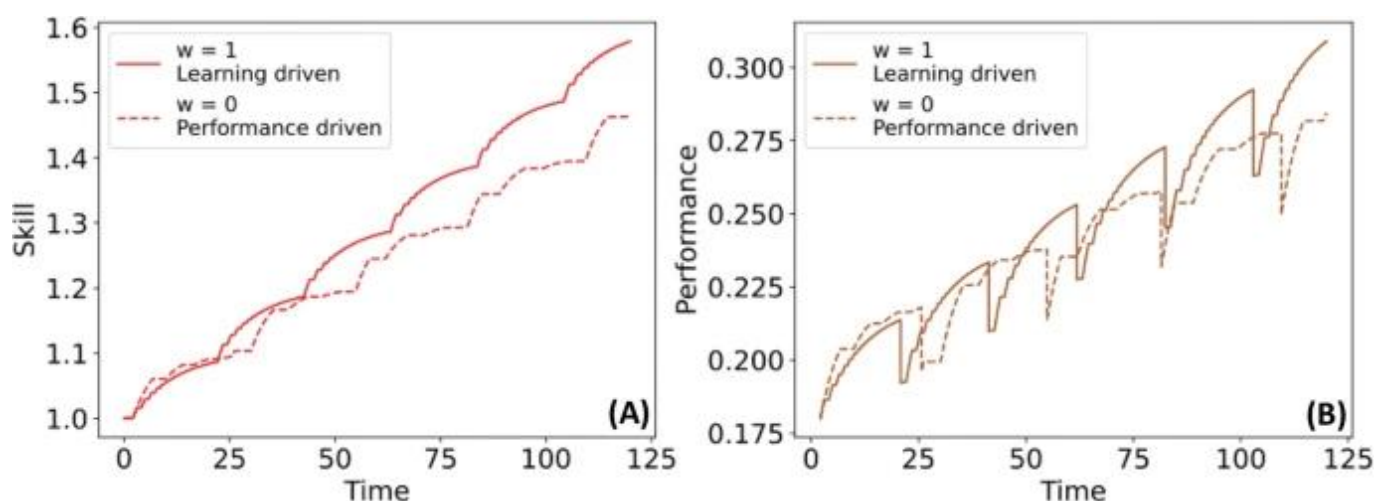 1.6
1.5
1.4
1.3
1.2
1.1
1.0
Skill
w = 1
Learning driven
w = 0
Performance driven
(A)
0 25 50 75 100 125
Time
0.300
0.275
0.250
0.225
0.200
0.175
Performance
w = 1
Learning driven
w = 0
Performance driven
(B)
0 25 50 75 100 125
Time